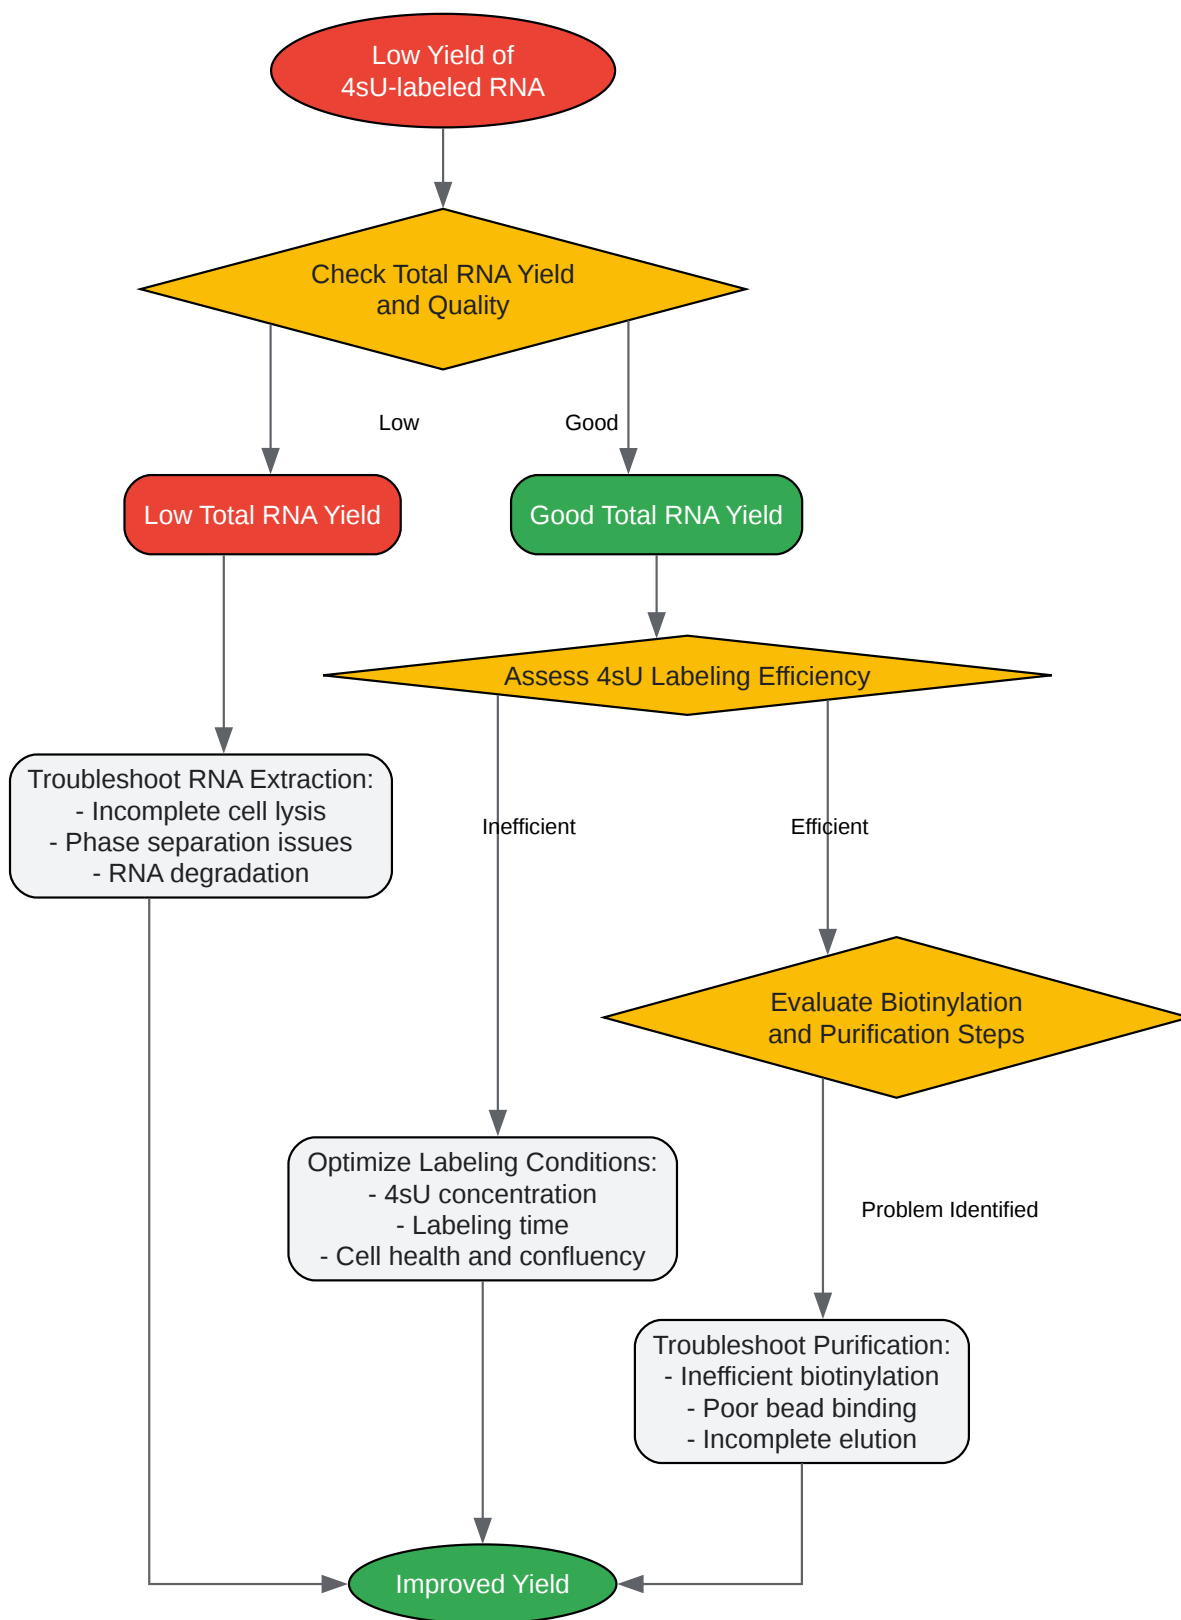 Low Yield of
4sU-labeled RNA
Check Total RNA Yield
and Quality
Low
Good
Low Total RNA Yield
Good Total RNA Yield
Assess 4sU Labeling Efficiency
Troubleshoot RNA Extraction:
- Incomplete cell lysis
- Phase separation issues
- RNA degradation
Inefficient
Efficient
Evaluate Biotinylation
and Purification Steps
Optimize Labeling Conditions:
- 4sU concentration
- Labeling time
- Cell health and confluency
Problem Identified
Troubleshoot Purification:
- Inefficient biotinylation
- Poor bead binding
- Incomplete elution
Improved Yield